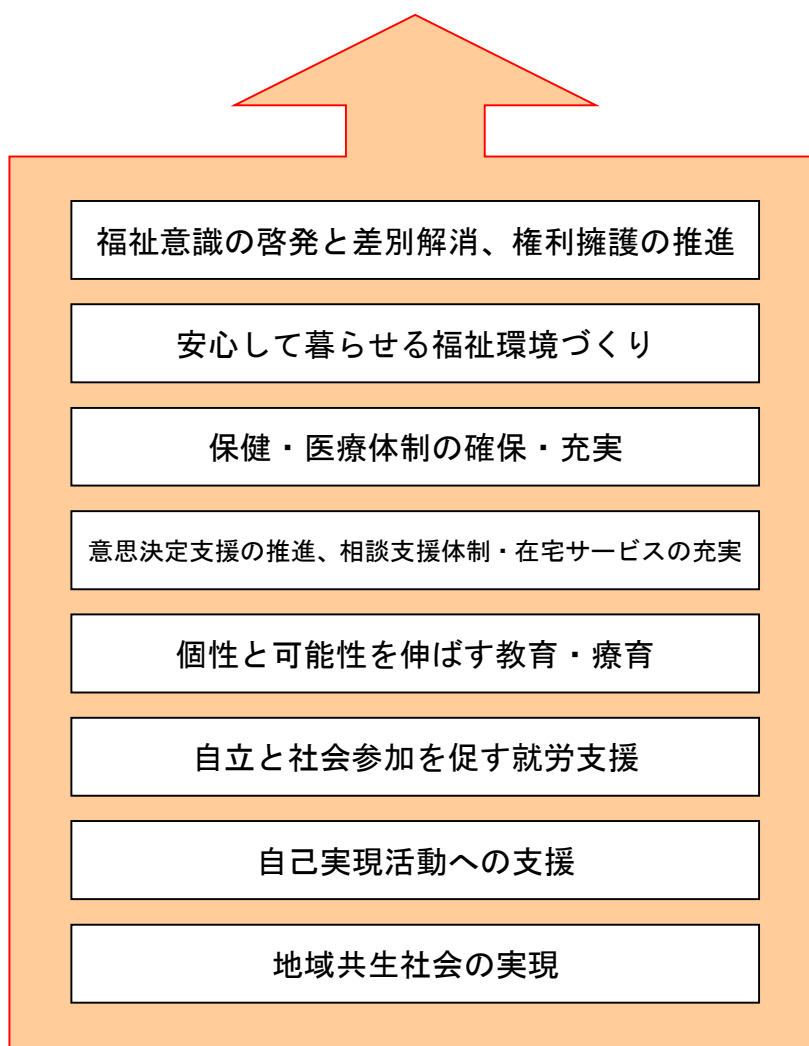 福祉意識の啓発と差別解消、権利擁護の推進
安心して暮らせる福祉環境づくり
保健・医療体制の確保・充実
意思決定支援の推進、相談支援体制・在宅サービスの充実
個性と可能性を伸ばす教育・療育
自立と社会参加を促す就労支援
自己実現活動への支援
地域共生社会の実現